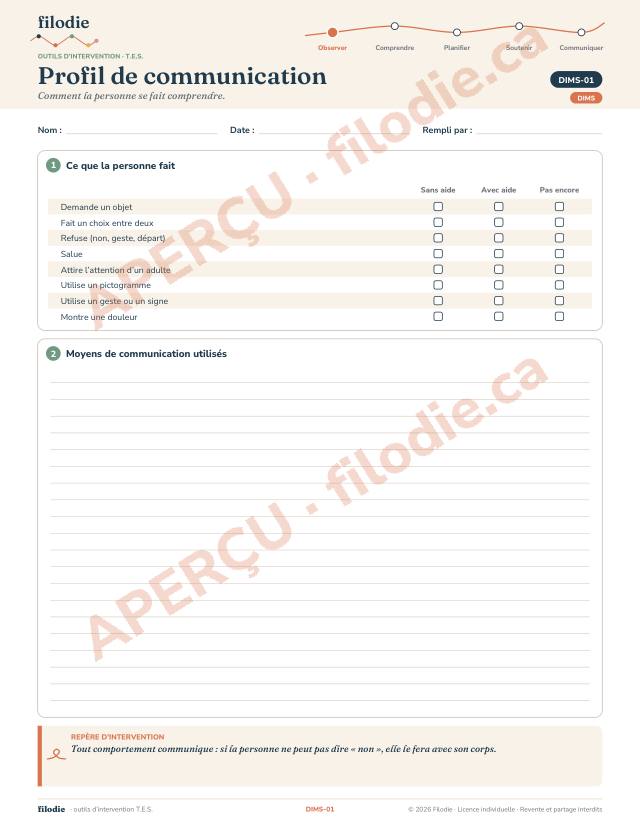 filodie
OUTILS D'INTERVENTION · T.E.S.
Observer Comprendre Planifier Soutenir Communiquer
Profil de communication
Comment la personne se fait comprendre.
DIMS-01
DIMS
Nom : Date : Rempli par :
1 Ce que la personne fait
Sans aide Avec aide Pas encore
Demande un objet
Fait un choix entre deux
Refuse (non, geste, départ)
Salue
Attire l'attention d'un adulte
Utilise un pictogramme
Utilise un geste ou un signe
Montre une douleur
APERÇU · filodie.ca
2 Moyens de communication utilisés
APERÇU · filodie.ca
REPÈRE D'INTERVENTION
Tout comportement communique : si la personne ne peut pas dire « non », elle le fera avec son corps.
filodie · outils d'intervention T.E.S. DIMS-01 © 2026 Filodie · Licence individuelle · Revente et partage interdits